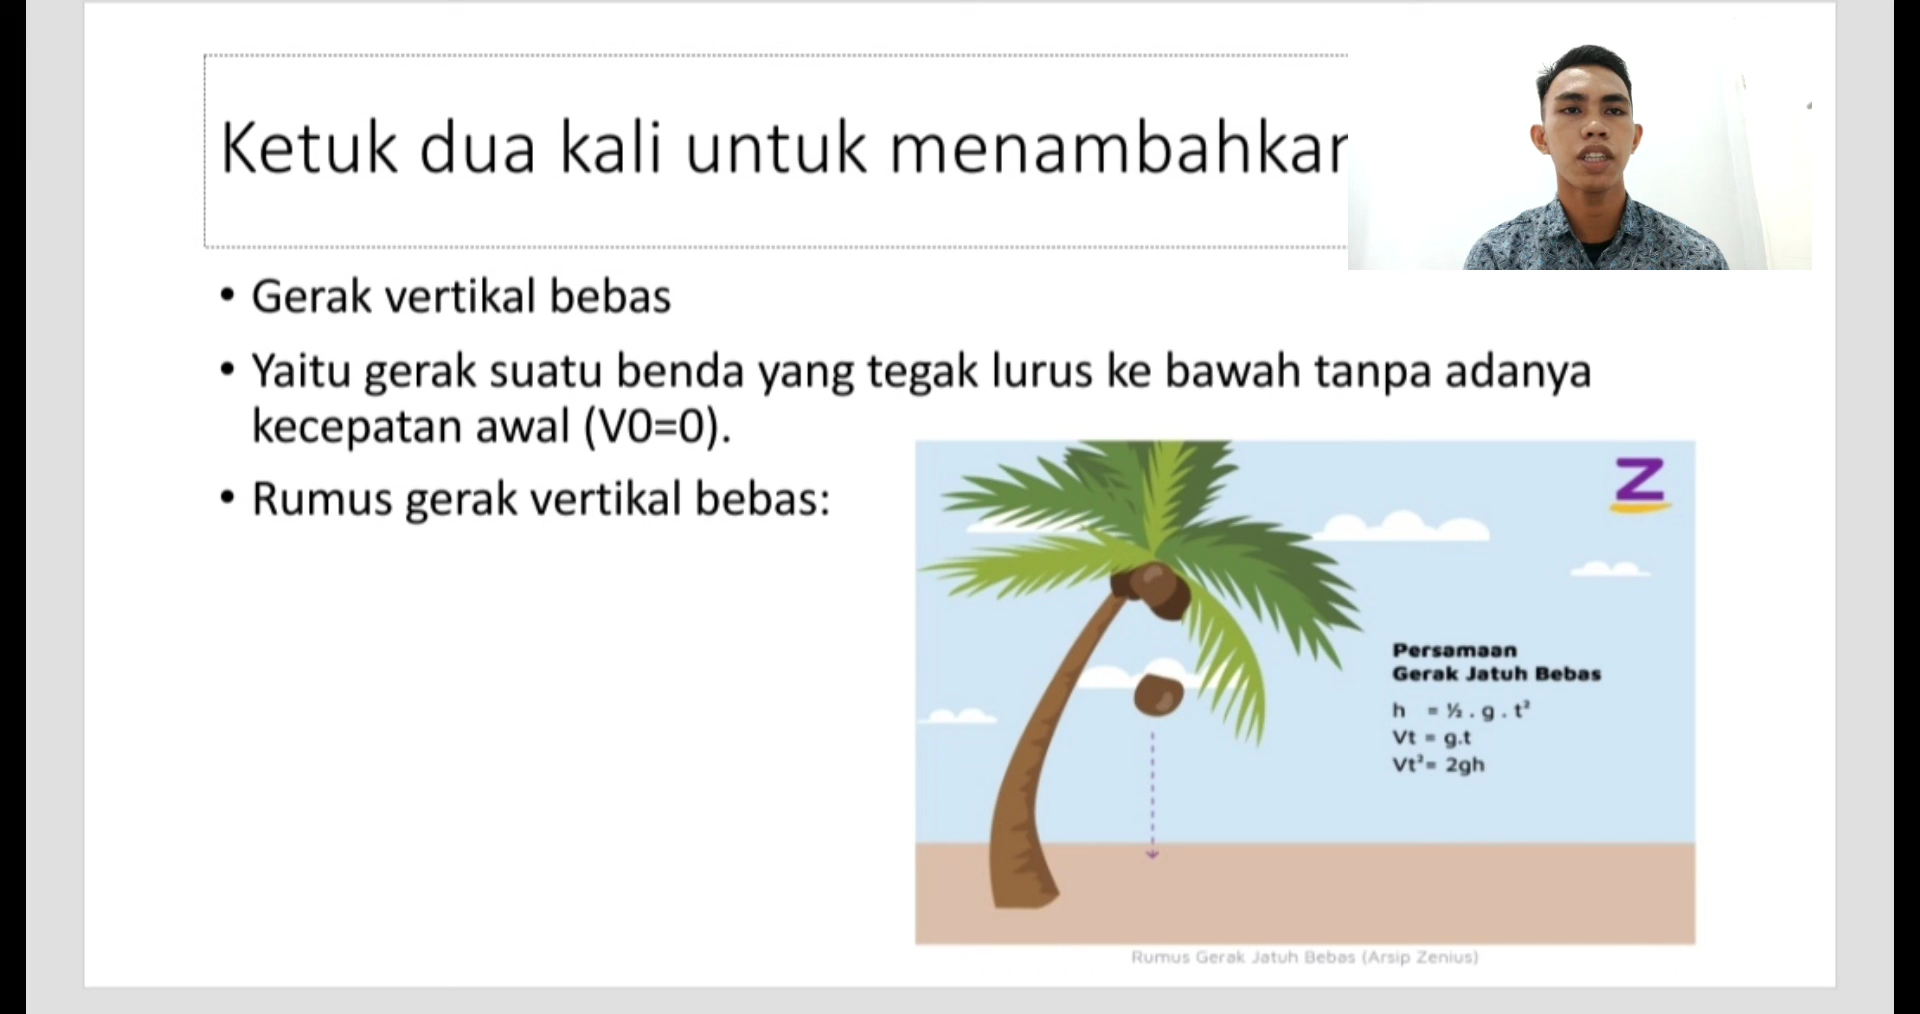 Ketuk dua kali untuk menambahkan
• Gerak vertikal bebas
• Yaitu gerak suatu benda yang tegak lurus ke bawah tanpa adanya
kecepatan awal (V0=0).
• Rumus gerak vertikal bebas:
Z
Persamaan
Gerak Jatuh Bebas
h = ½ . g . t²
Vt = g.t
Vt²= 2gh
Rumus Gerak Jatuh Bebas (Arsip Zenius)